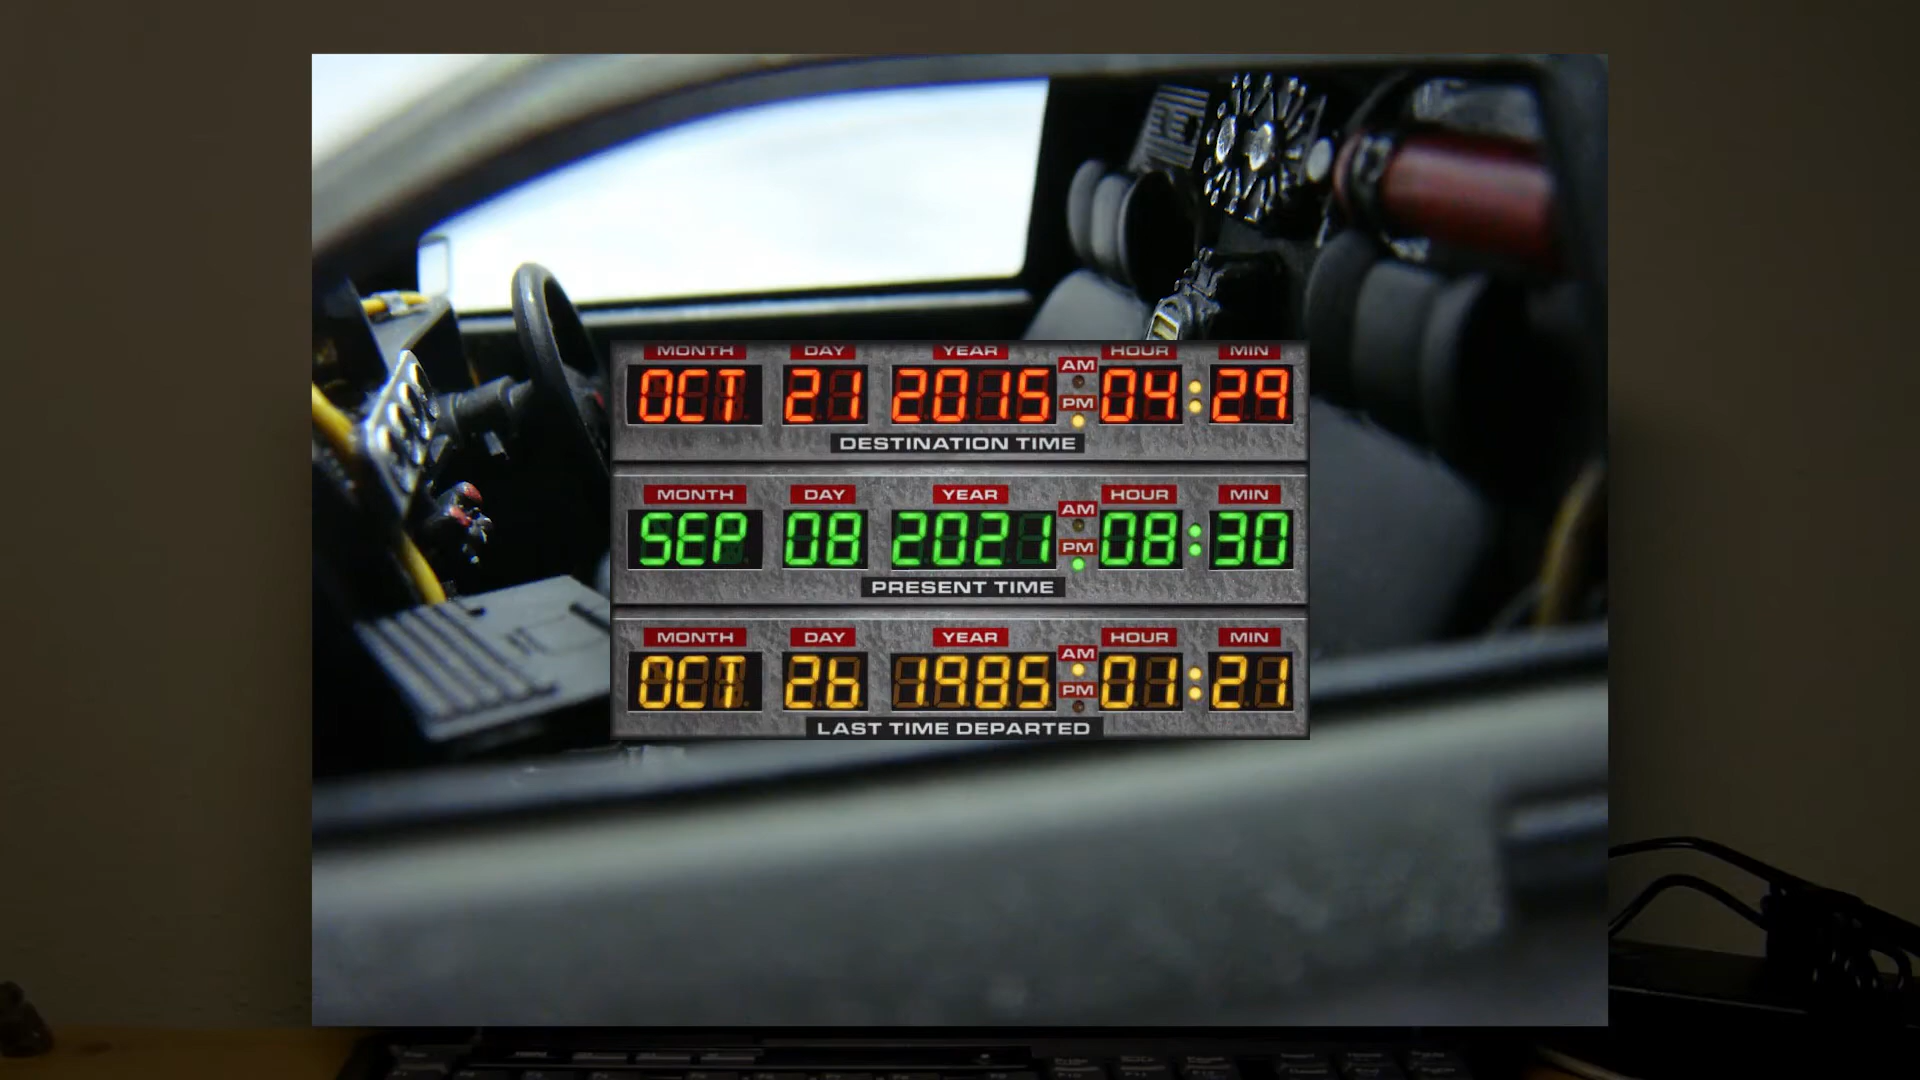 MONTH DAY YEAR AM HOUR MIN
OCT 21 2015 PM 04:29
DESTINATION TIME
MONTH DAY YEAR AM HOUR MIN
SEP 08 2021 PM 08:30
PRESENT TIME
MONTH DAY YEAR AM HOUR MIN
OCT 26 1985 PM 01:21
LAST TIME DEPARTED